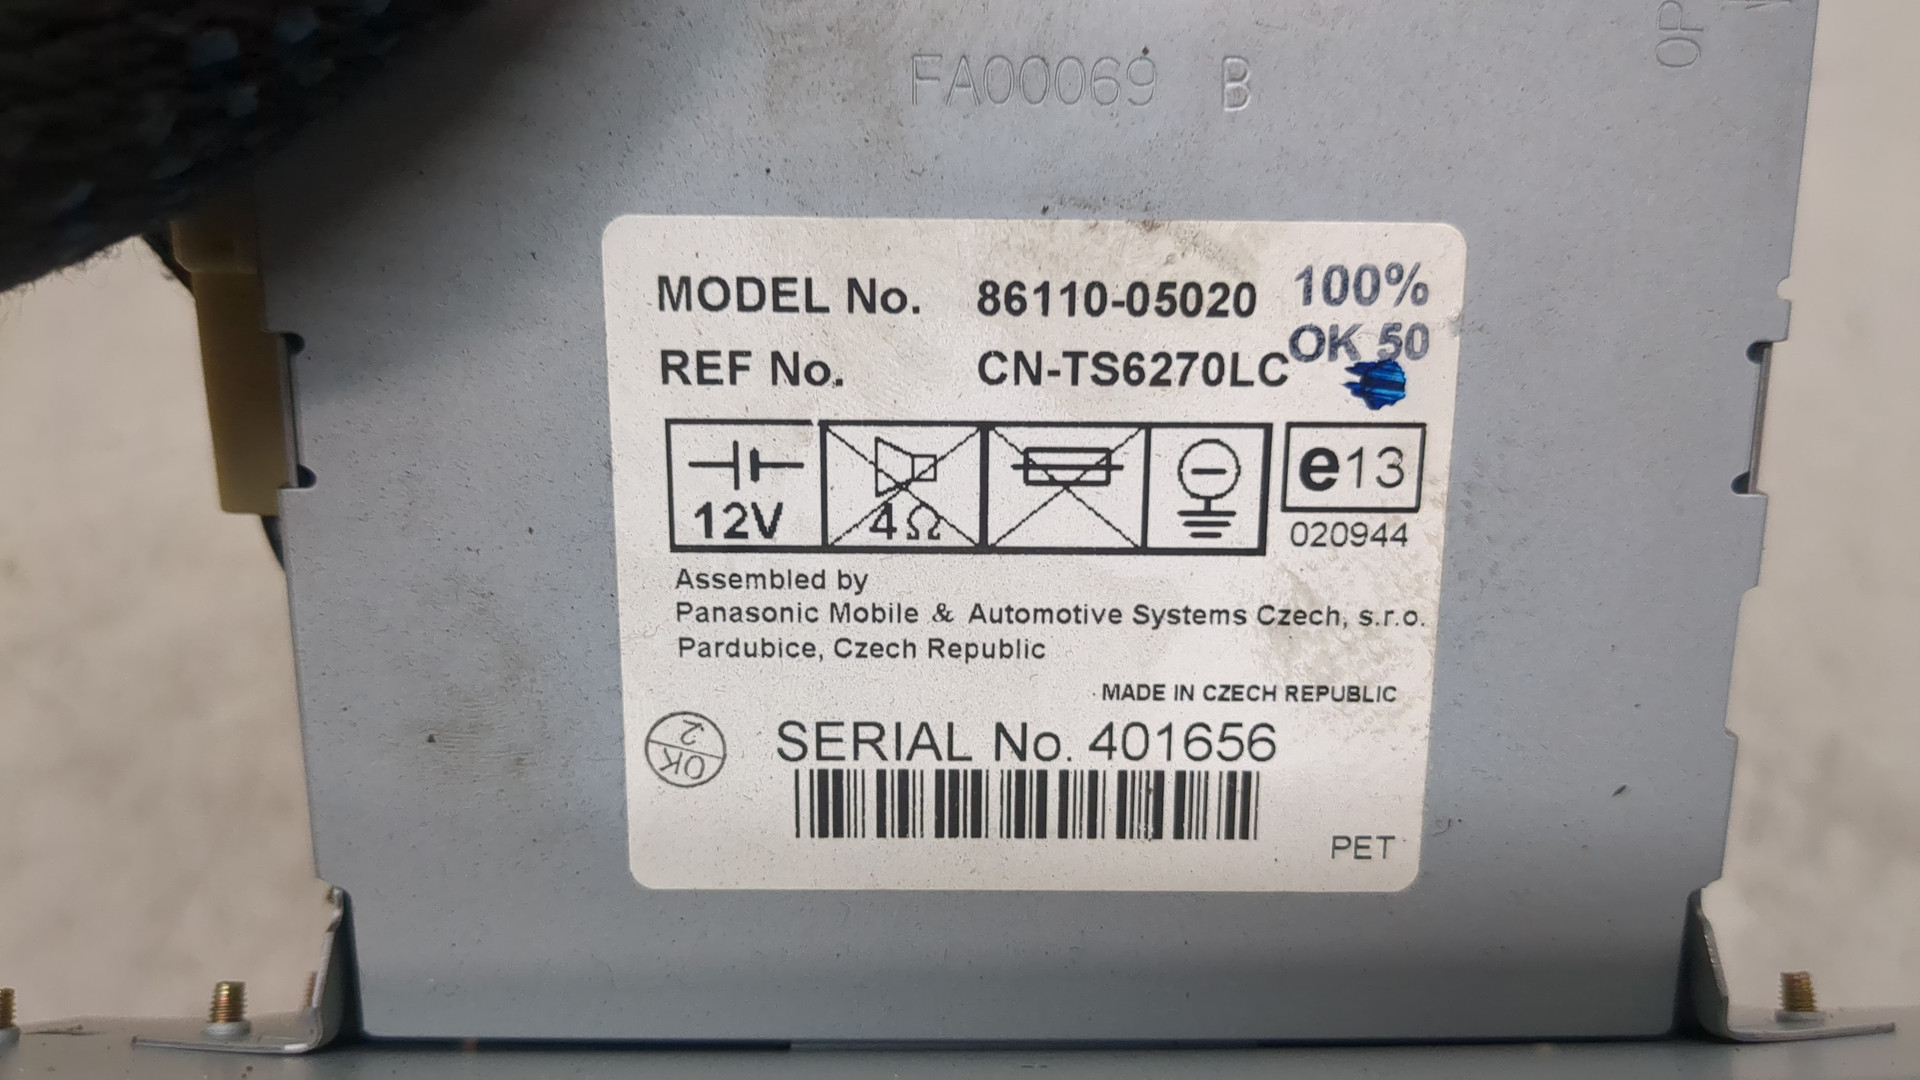 FA00069 B
OP
MODEL No. 86110-05020 100%
REF No. CN-TS6270LC OK 50
12V 4Ω e13
020944
Assembled by
Panasonic Mobile & Automotive Systems Czech, s.r.o.
Pardubice, Czech Republic
MADE IN CZECH REPUBLIC
OK 2
SERIAL No. 401656
PET